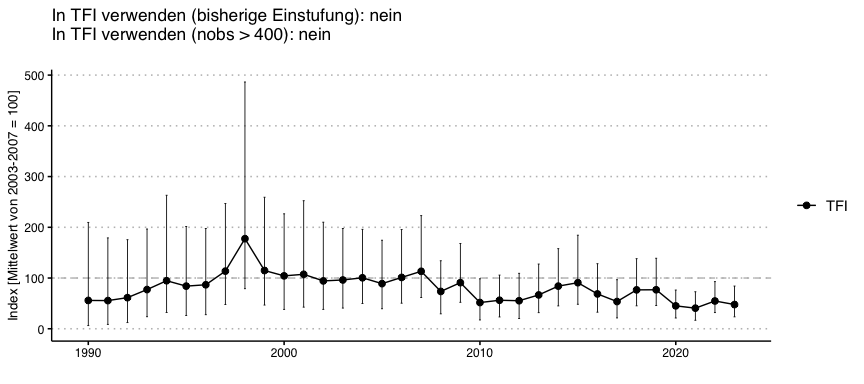 In TFI verwenden (bisherige Einstufung): nein
In TFI verwenden (nobs > 400): nein
500
400
300
200
100
0
Index [Mittelwert von 2003-2007 = 100]
TFI
1990
2000
2010
2020